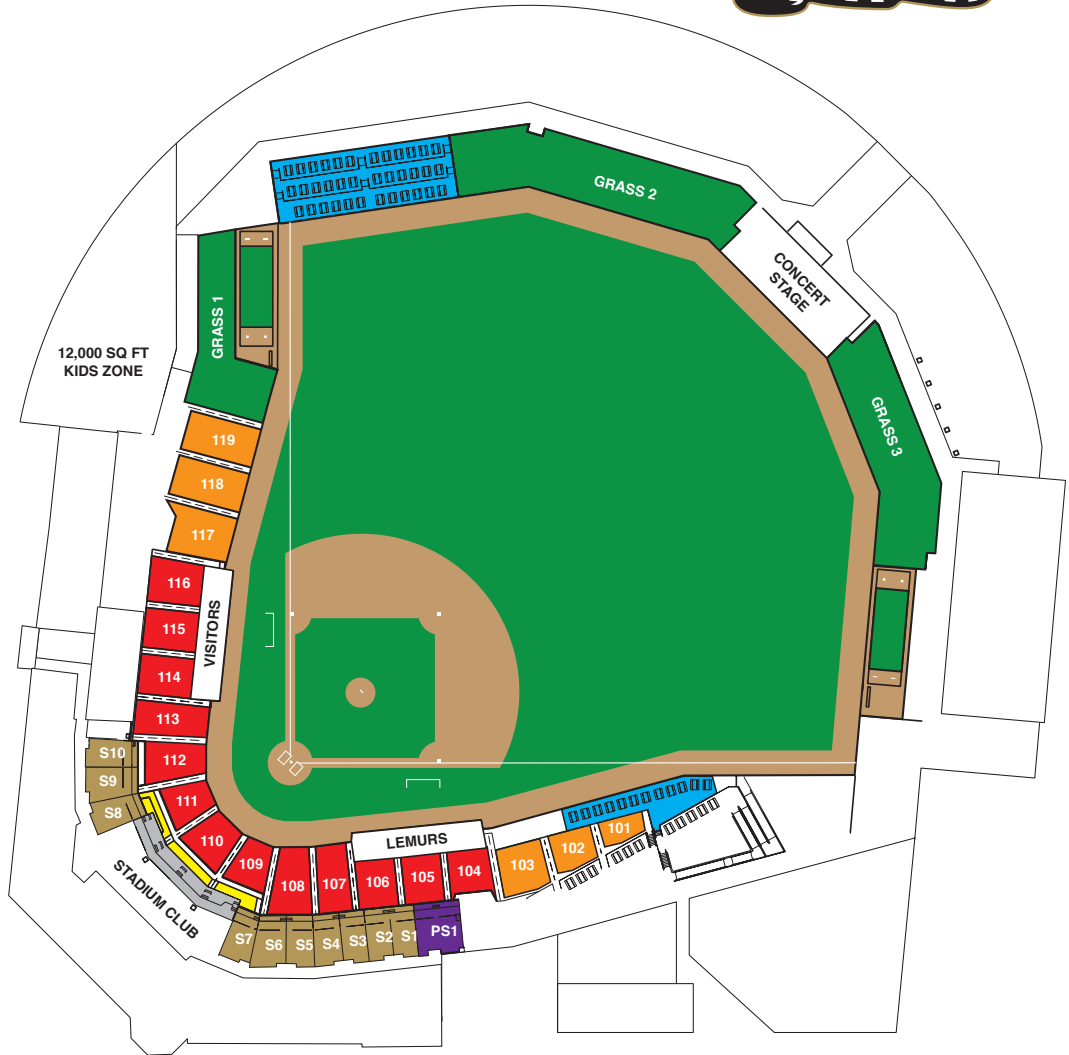 GRASS 2
CONCERT
STAGE
GRASS 1
12,000 SQ FT
KIDS ZONE
GRASS 3
119
118
117
116
VISITORS
115
114
113
S10
112
S9
111
S8
110
109
LEMURS
101
102
103
104
105
106
107
108
STADIUM CLUB
S7
S6
S5
S4
S3
S2
S1
PS1